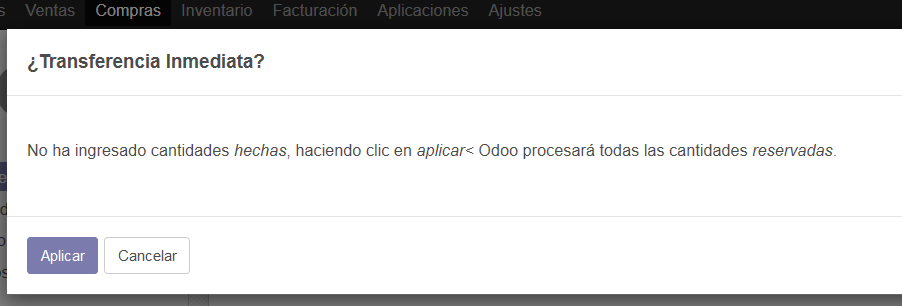 s Ventas Compras Inventario Facturación Aplicaciones Ajustes
¿Transferencia Inmediata?
No ha ingresado cantidades hechas, haciendo clic en aplicar< Odoo procesará todas las cantidades reservadas.
Aplicar Cancelar